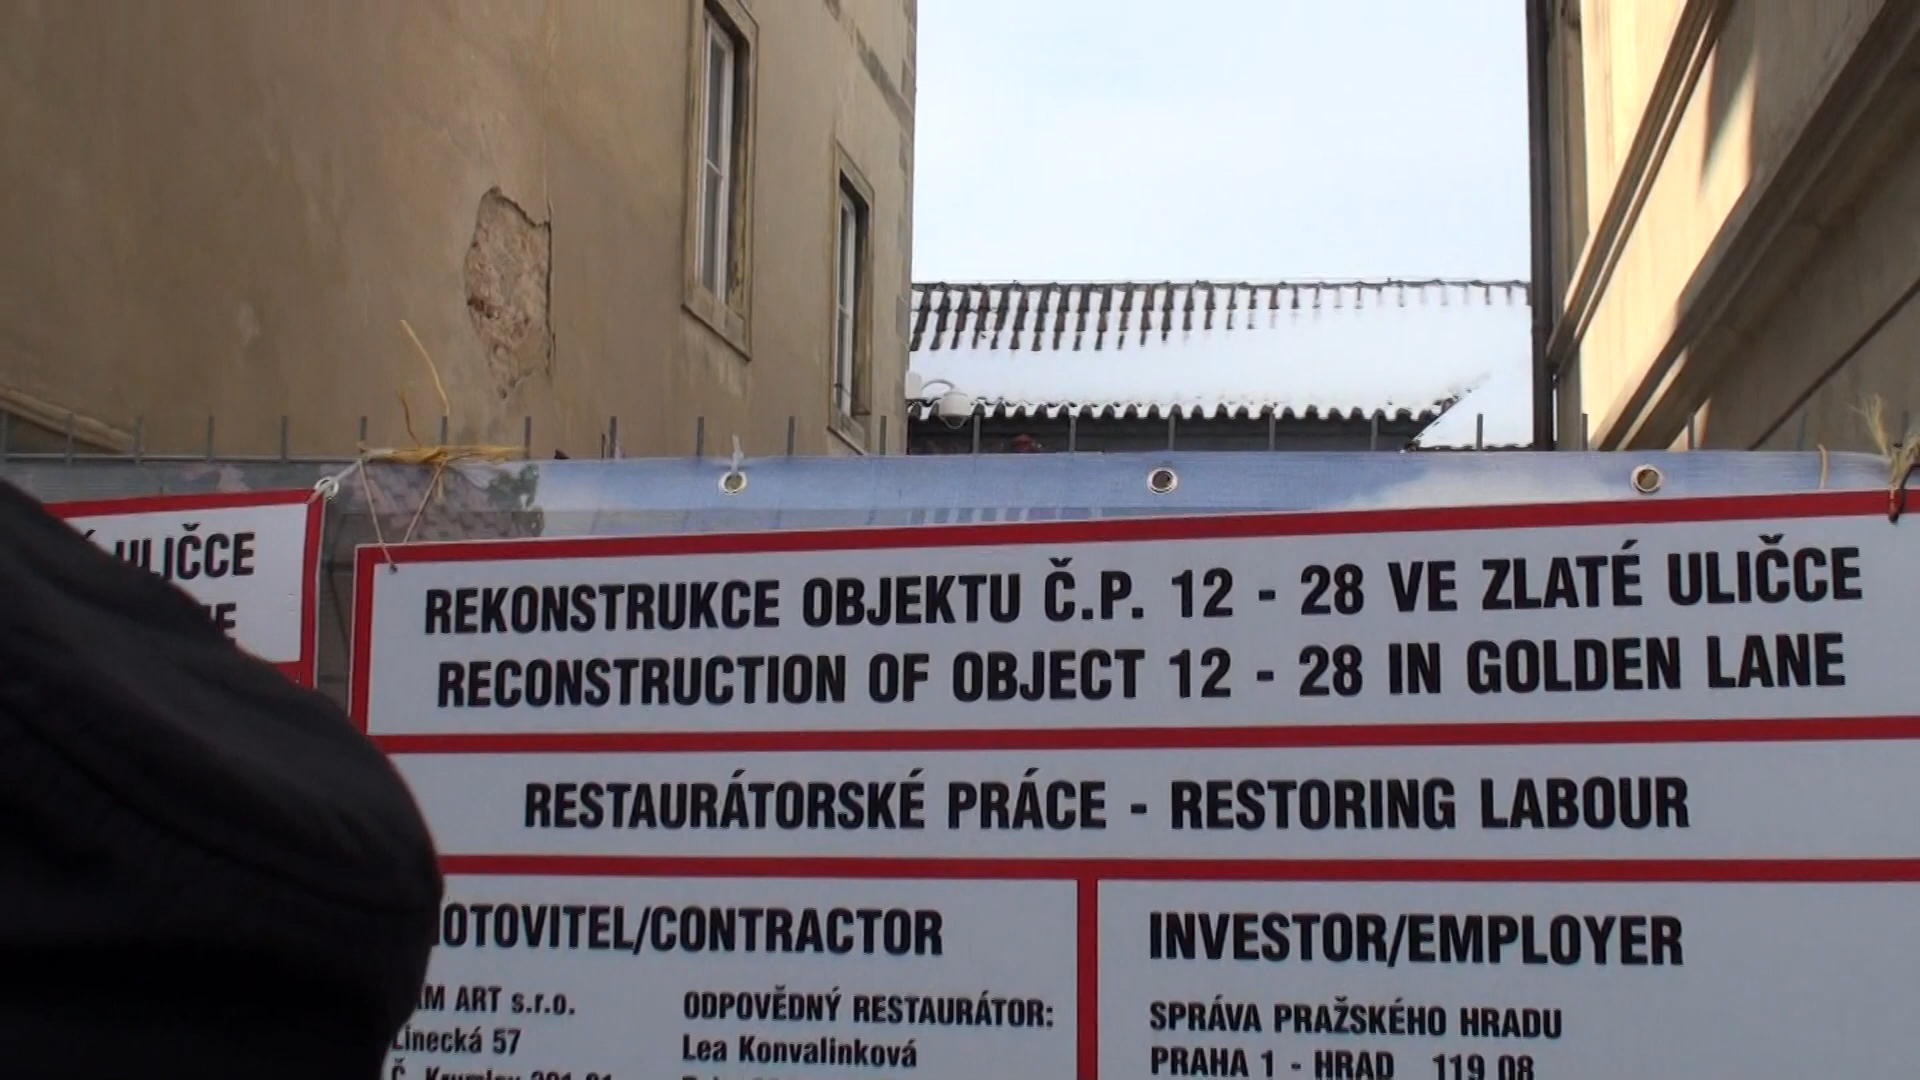 ULIČCE
REKONSTRUKCE OBJEKTU Č.P. 12 - 28 VE ZLATÉ ULIČCE
RECONSTRUCTION OF OBJECT 12 - 28 IN GOLDEN LANE
RESTAURÁTORSKÉ PRÁCE - RESTORING LABOUR
ZHOTOVITEL/CONTRACTOR
ART s.r.o.
Linecká 57
Č. Krumlov
ODPOVĚDNÝ RESTAURÁTOR:
Lea Konvalinková
INVESTOR/EMPLOYER
SPRÁVA PRAŽSKÉHO HRADU
PRAHA 1 - HRAD 119 08